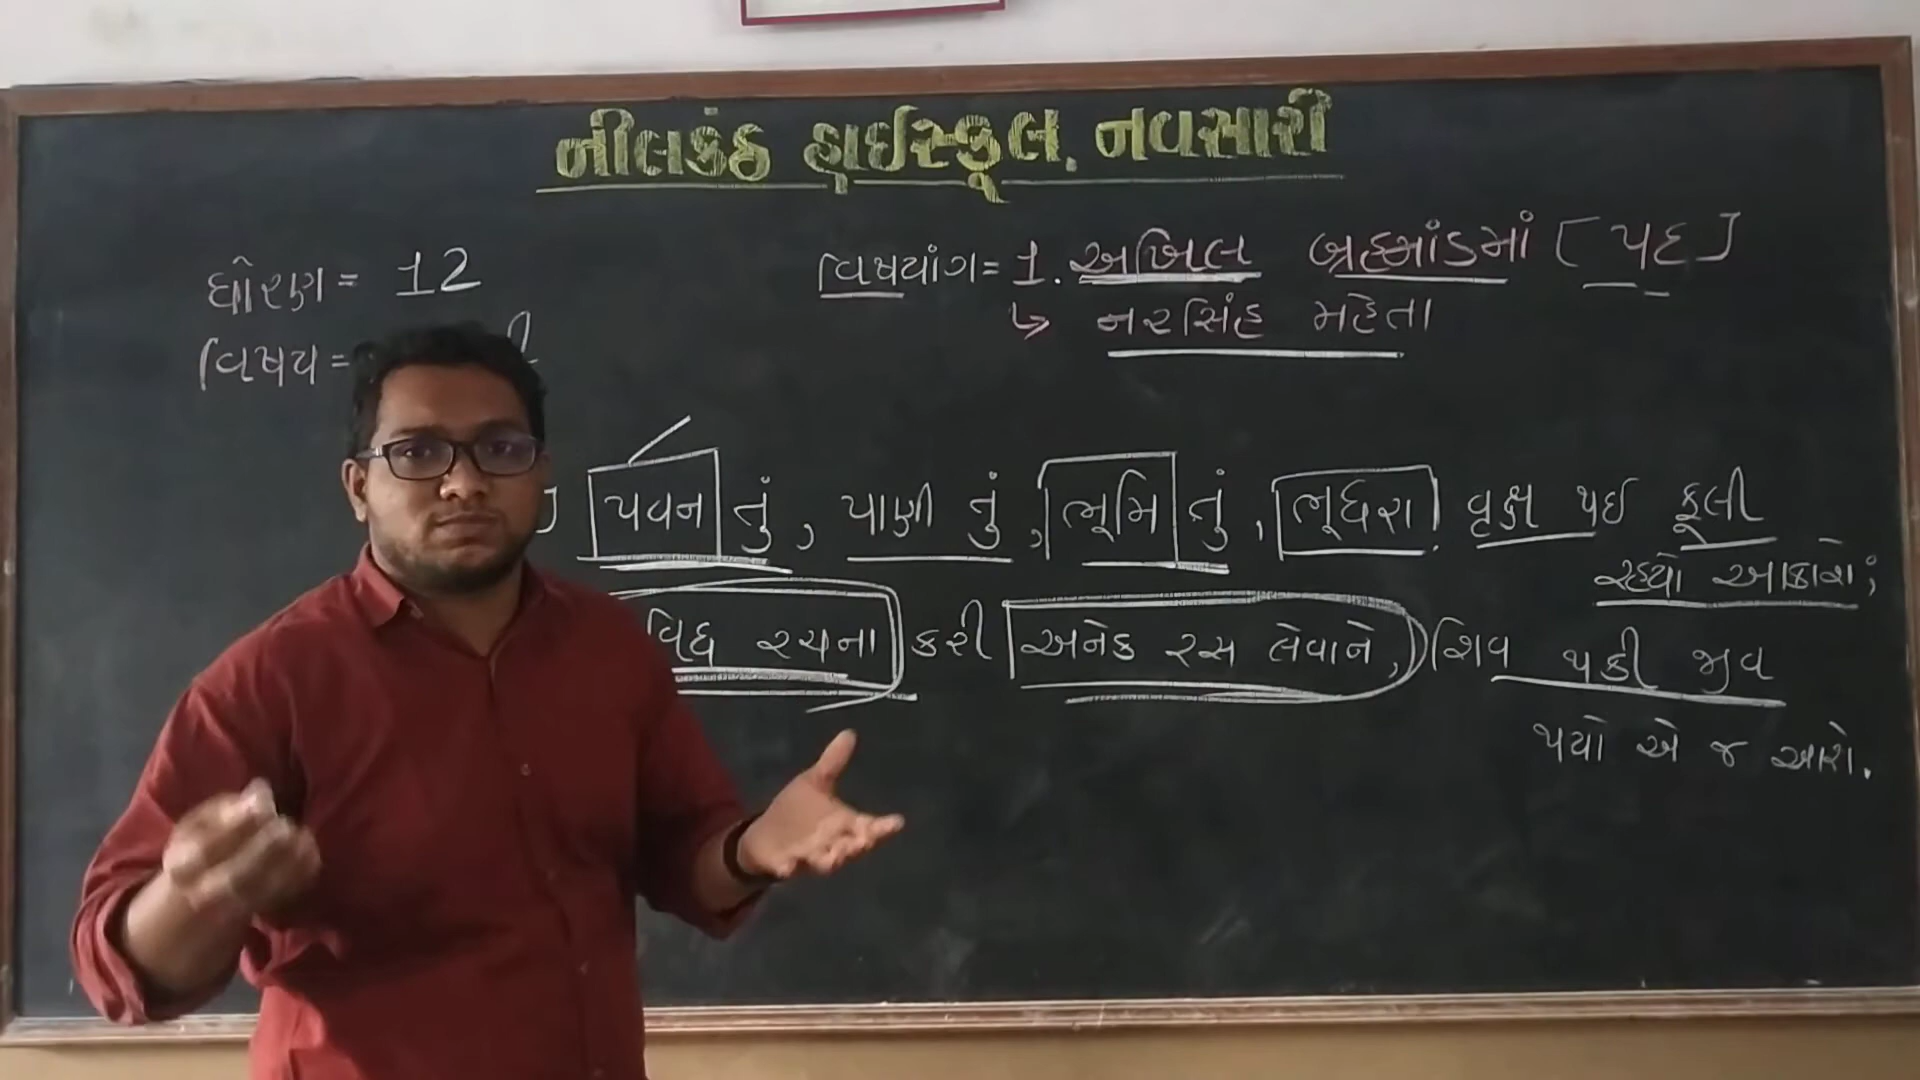 નીલકંઠ હાઈસ્કૂલ. નવસારી
ધોરણ = 12
વિષયાંગ = 1. અખિલ બ્રહ્માંડમાં [પદ]
વિષય =
↳ નરસિંહ મહેતા
પવન તું, પાણી તું, ભૂમિ તું, ભૂધરા! વૃક્ષ થઈ ફૂલી
રહ્યો આકાશે;
વિધ રચના કરી અનેક રસ લેવાને, શિવ થકી જીવ
થયો એ જ આશે.